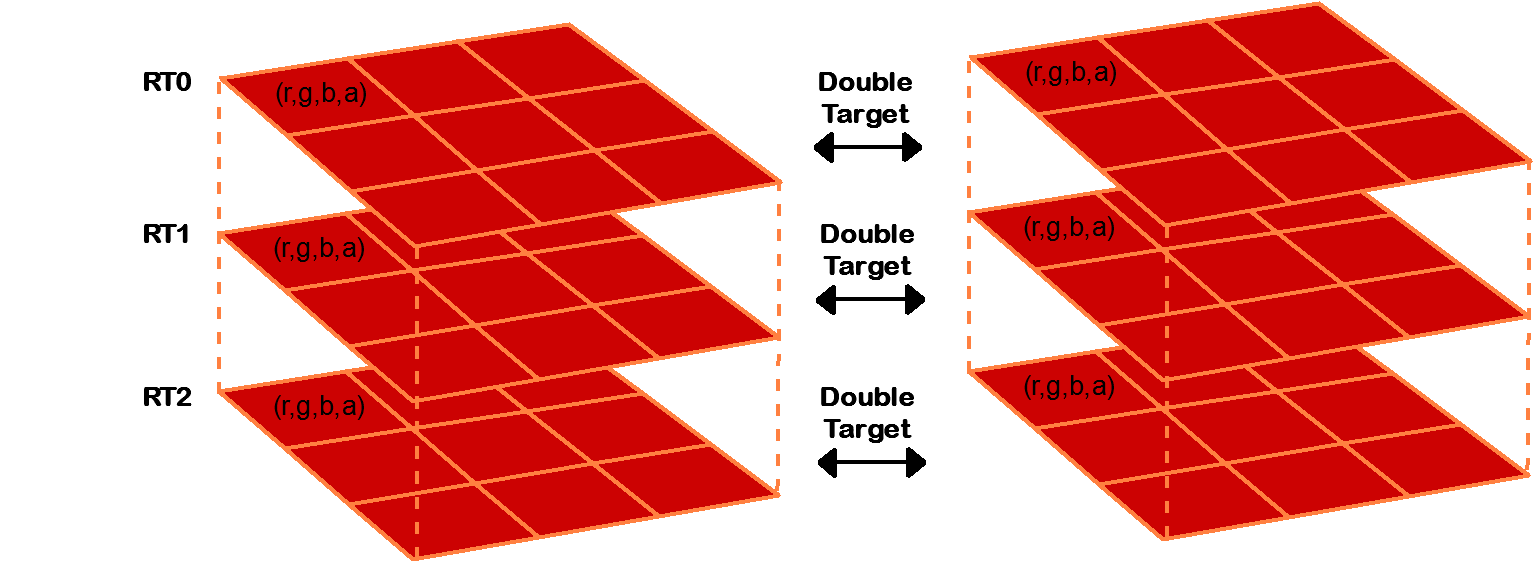 RT0
(r,g,b,a)
Double
Target
(r,g,b,a)
RT1
(r,g,b,a)
Double
Target
(r,g,b,a)
RT2
(r,g,b,a)
Double
Target
(r,g,b,a)